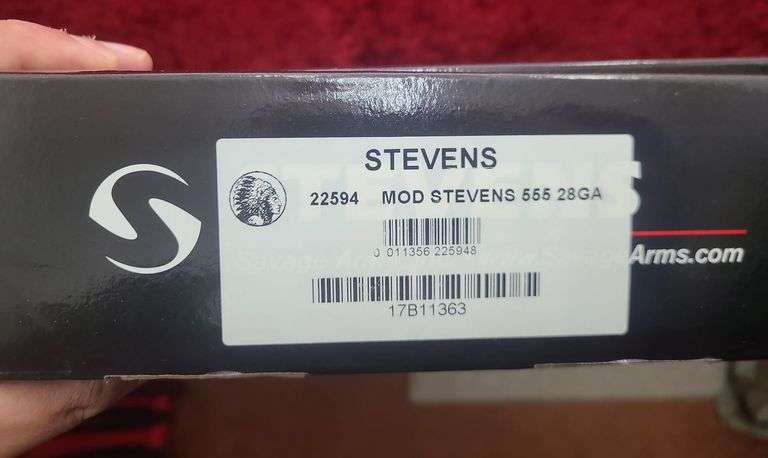 STEVENS
22594 MOD STEVENS 555 28GA
0 011356 225948
Arms.com
17B11363